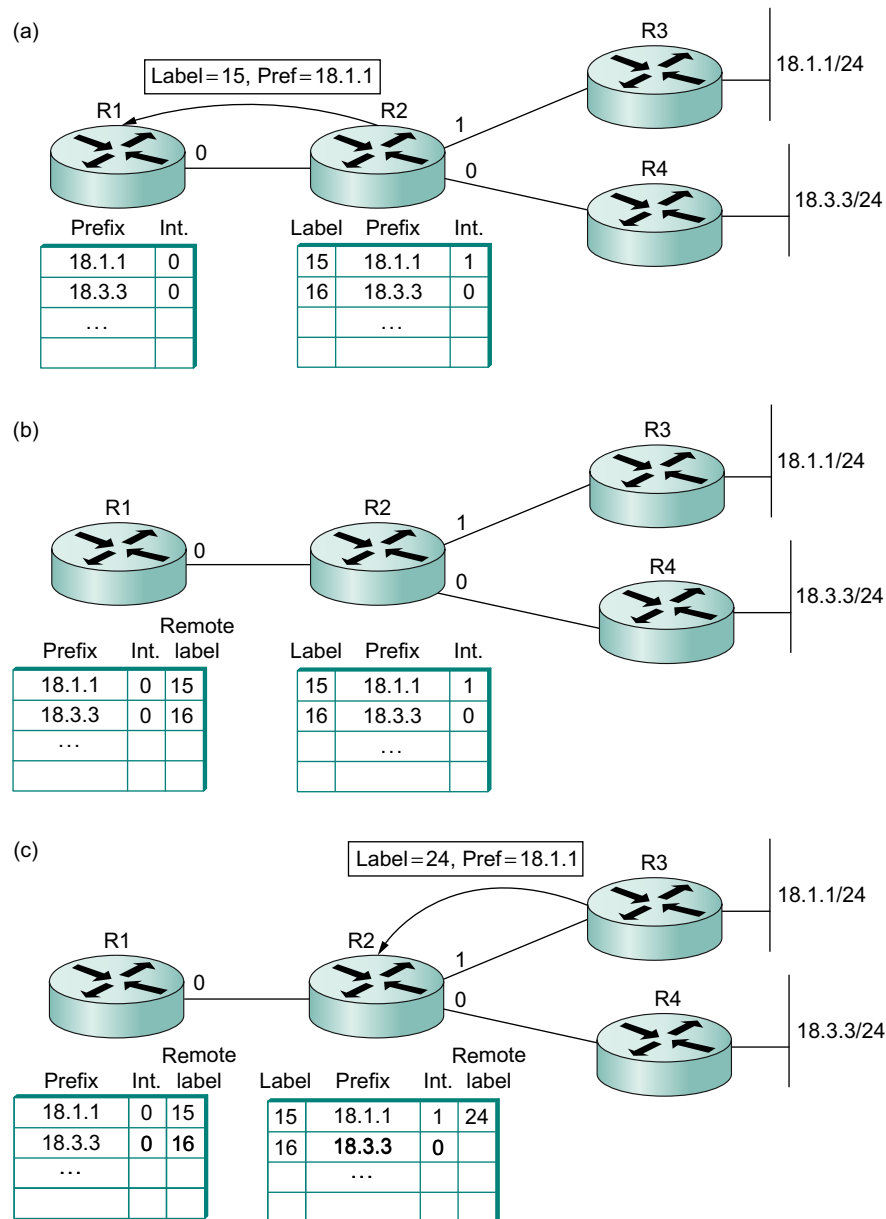 (a)
R3
18.1.1/24
Label=15, Pref=18.1.1
R1
R2
1
0
0
R4
18.3.3/24
Prefix Int.
18.1.1 0
18.3.3 0
...
Label Prefix Int.
15 18.1.1 1
16 18.3.3 0
...
(b)
R3
18.1.1/24
R1
R2
1
0
0
R4
18.3.3/24
Prefix Int. Remote label
18.1.1 0 15
18.3.3 0 16
...
Label Prefix Int.
15 18.1.1 1
16 18.3.3 0
...
(c)
Label=24, Pref=18.1.1
R3
18.1.1/24
R1
R2
1
0
0
R4
18.3.3/24
Prefix Int. Remote label
18.1.1 0 15
18.3.3 0 16
...
Label Prefix Int. Remote label
15 18.1.1 1 24
16 18.3.3 0
...